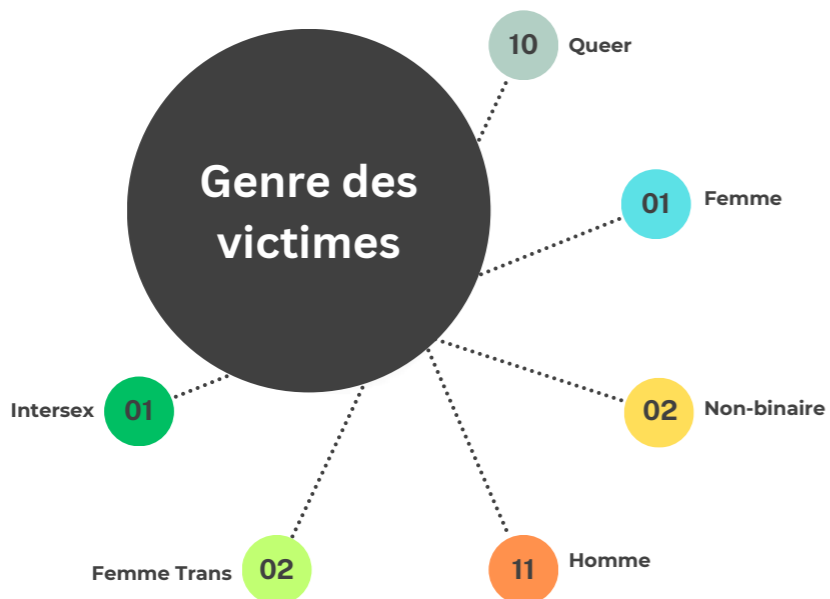 Genre des
victimes
10 Queer
01 Femme
02 Non-binaire
11 Homme
Femme Trans 02
Intersex 01